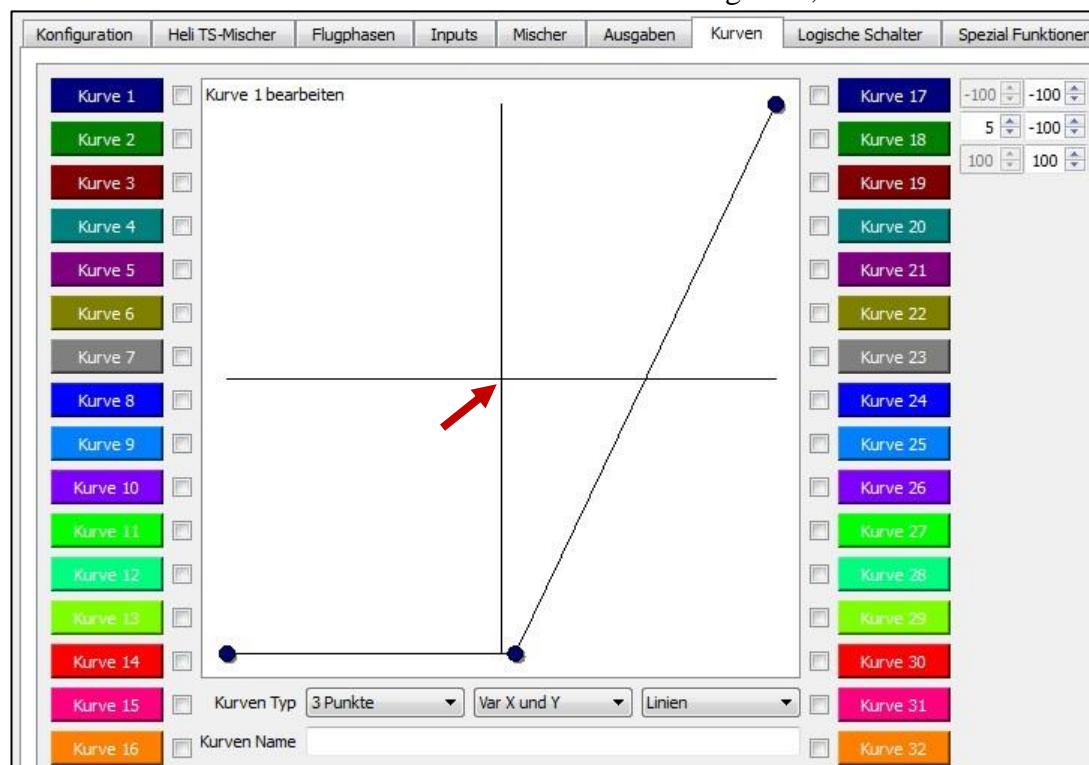 Konfiguration Heli TS-Mischer Flugphasen Inputs Mischer Ausgaben Kurven Logische Schalter Spezial Funktionen
Kurve 1 bearbeiten
Kurve 1 Kurve 17 -100 -100
Kurve 2 Kurve 18 5 -100
Kurve 3 Kurve 19 100 100
Kurve 4 Kurve 20
Kurve 5 Kurve 21
Kurve 6 Kurve 22
Kurve 7 Kurve 23
Kurve 8 Kurve 24
Kurve 9 Kurve 25
Kurve 10 Kurve 26
Kurve 11 Kurve 27
Kurve 12 Kurve 28
Kurve 13 Kurve 29
Kurve 14 Kurve 30
Kurve 15 Kurven Typ 3 Punkte Var X und Y Linien Kurve 31
Kurve 16 Kurven Name Kurve 32